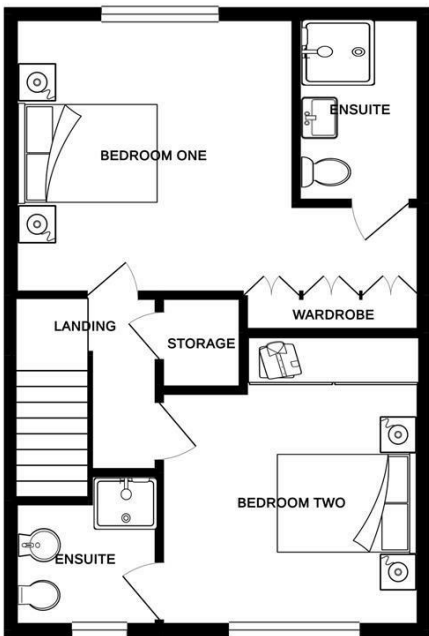 ENSUITE
BEDROOM ONE
WARDROBE
LANDING
STORAGE
BEDROOM TWO
ENSUITE